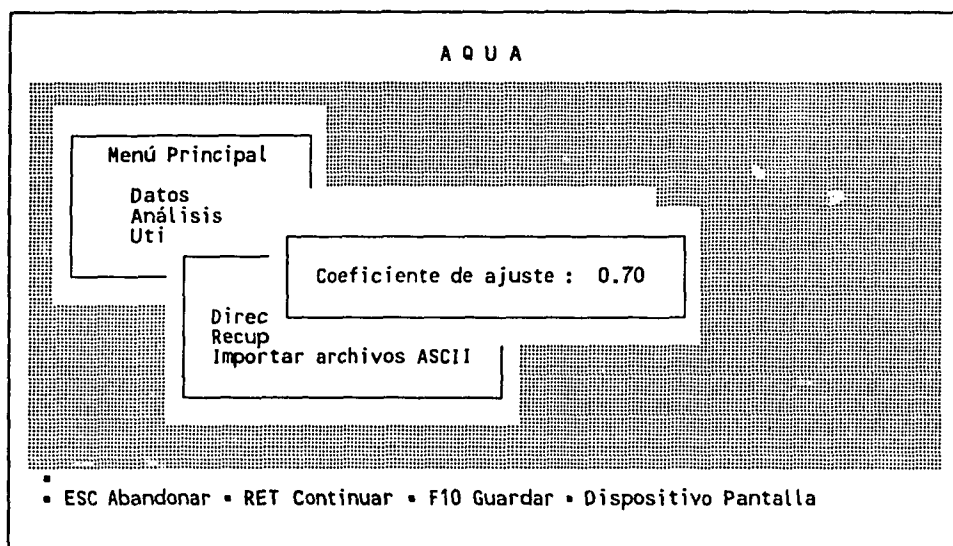 A Q U A
Menú Principal
Datos
Análisis
Uti
Coeficiente de ajuste : 0.70
Direc
Recup
Importar archivos ASCII
▪ ESC Abandonar ▪ RET Continuar ▪ F10 Guardar ▪ Dispositivo Pantalla